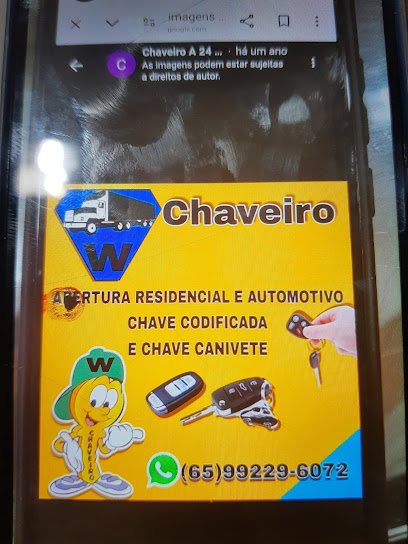 imagens ...
google.com
C
Chaveiro A 24 ... · há um ano
As imagens podem estar sujeitas
a direitos de autor.
W
Chaveiro
ABERTURA RESIDENCIAL E AUTOMOTIVO
CHAVE CODIFICADA
E CHAVE CANIVETE
W
CHAVEIRO
(65)99229-6072